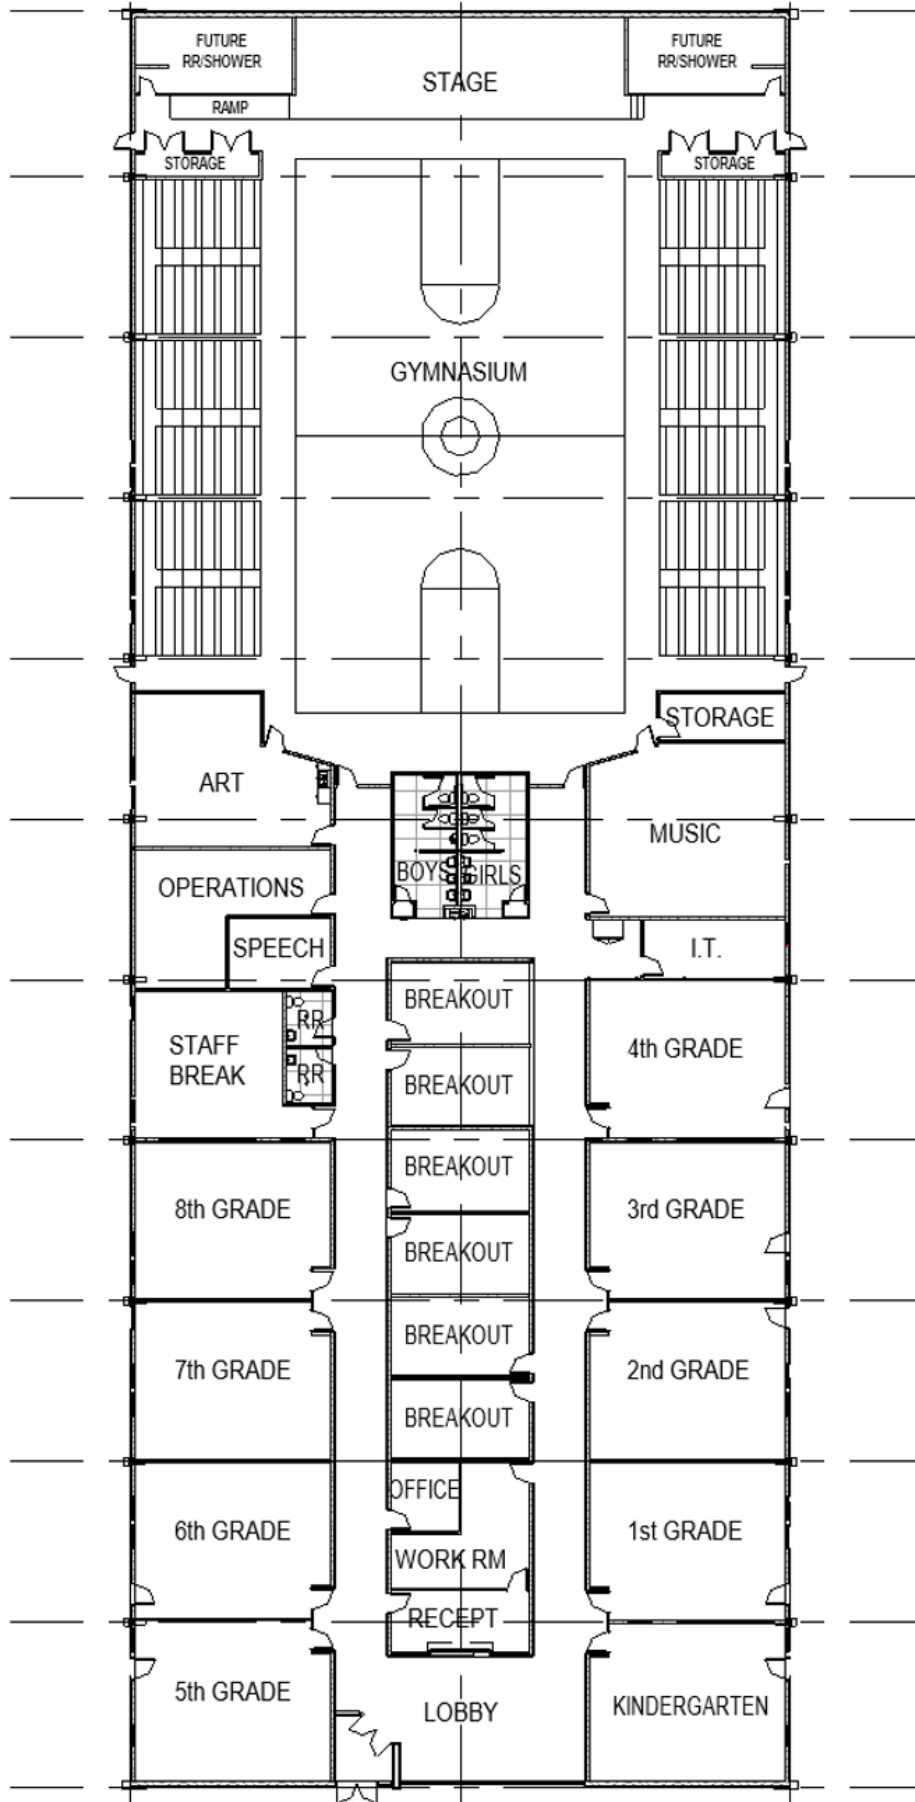 FUTURE
RR/SHOWER
STAGE
FUTURE
RR/SHOWER
RAMP
STORAGE
STORAGE
GYMNASIUM
STORAGE
ART
MUSIC
BOYS
GIRLS
OPERATIONS
SPEECH
I.T.
BREAKOUT
RR
STAFF
BREAK
4th GRADE
RR
BREAKOUT
BREAKOUT
8th GRADE
3rd GRADE
BREAKOUT
BREAKOUT
7th GRADE
2nd GRADE
BREAKOUT
OFFICE
6th GRADE
1st GRADE
WORK RM
RECEPT
5th GRADE
LOBBY
KINDERGARTEN